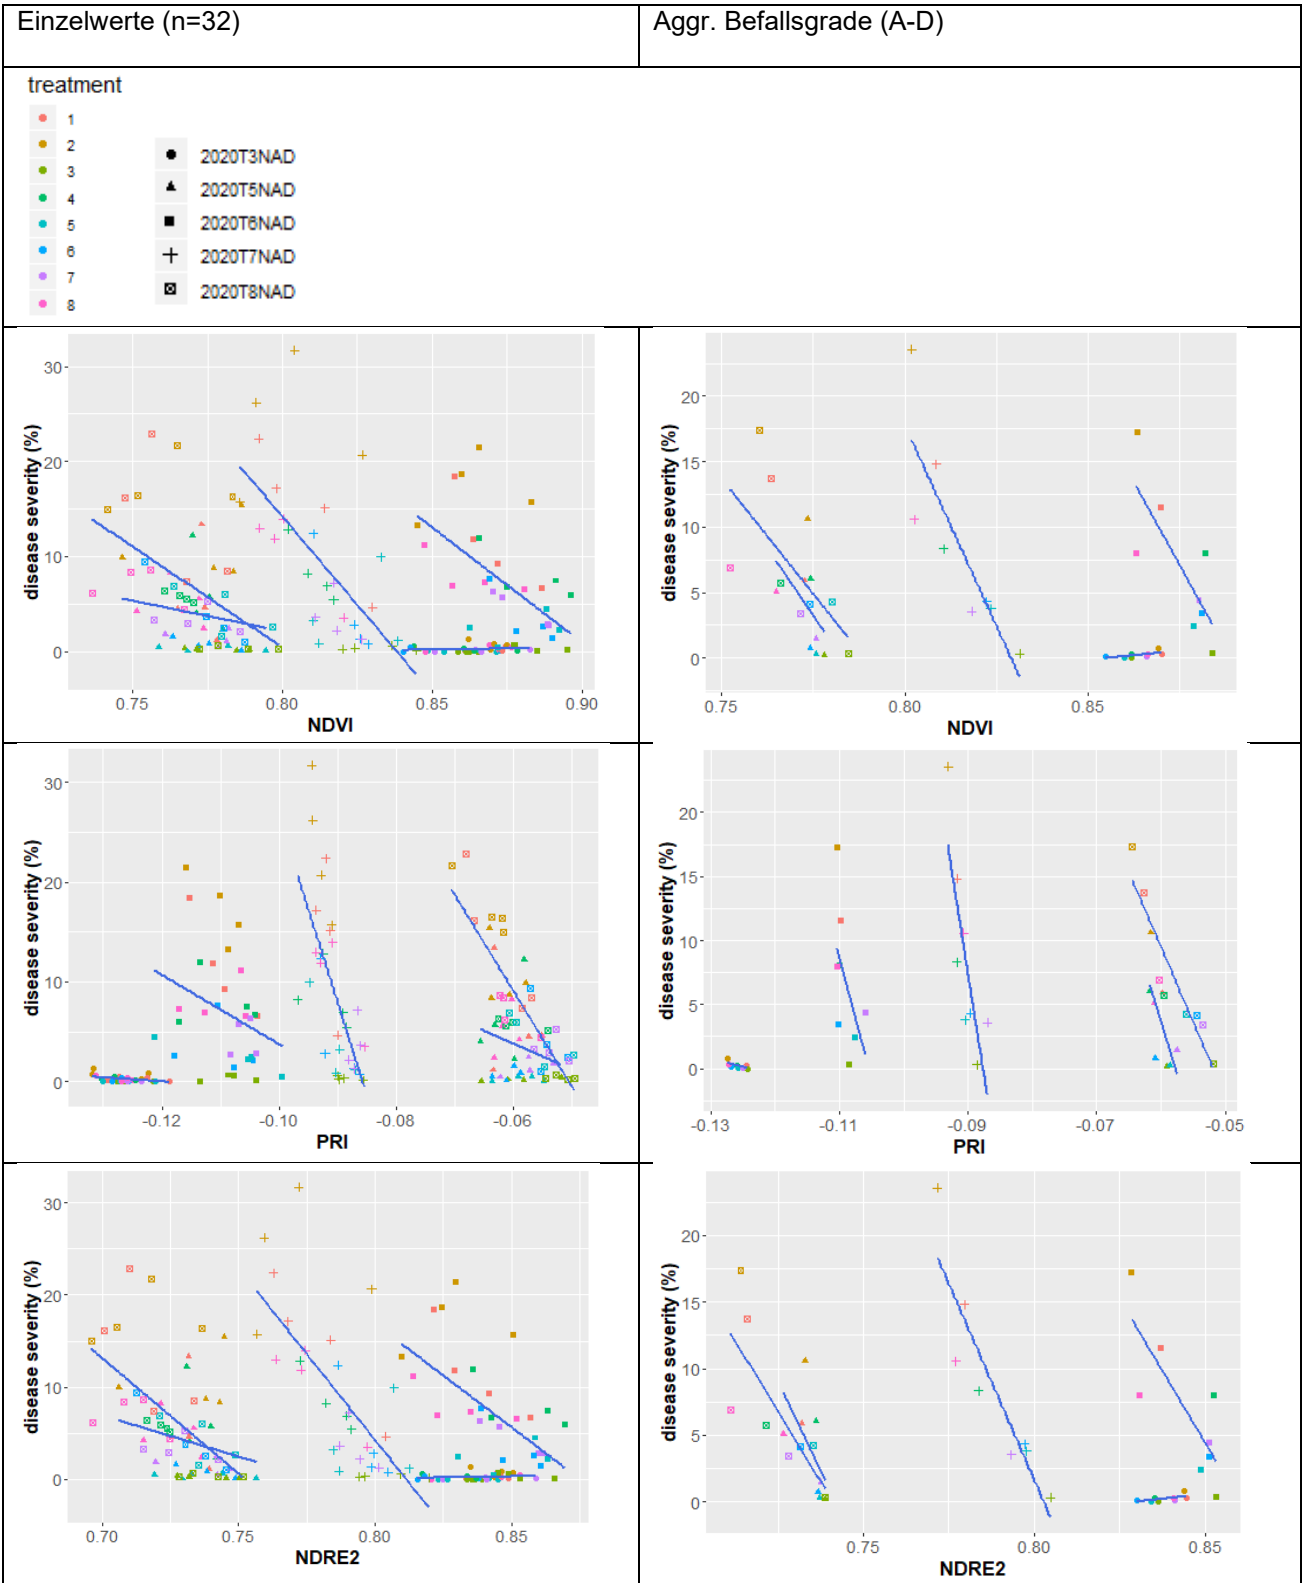 Einzelwerte (n=32)
Aggr. Befallsgrade (A-D)
treatment
1
2
3
4
5
6
7
8
2020T3NAD
2020T5NAD
2020T6NAD
2020T7NAD
2020T8NAD
disease severity (%)
30
20
10
0
0.75 0.80 0.85 0.90
NDVI
disease severity (%)
20
15
10
5
0
0.75 0.80 0.85
NDVI
disease severity (%)
30
20
10
0
-0.12 -0.10 -0.08 -0.06
PRI
disease severity (%)
20
15
10
5
0
-0.13 -0.11 -0.09 -0.07 -0.05
PRI
disease severity (%)
30
20
10
0
0.70 0.75 0.80 0.85
NDRE2
disease severity (%)
20
15
10
5
0
0.75 0.80 0.85
NDRE2